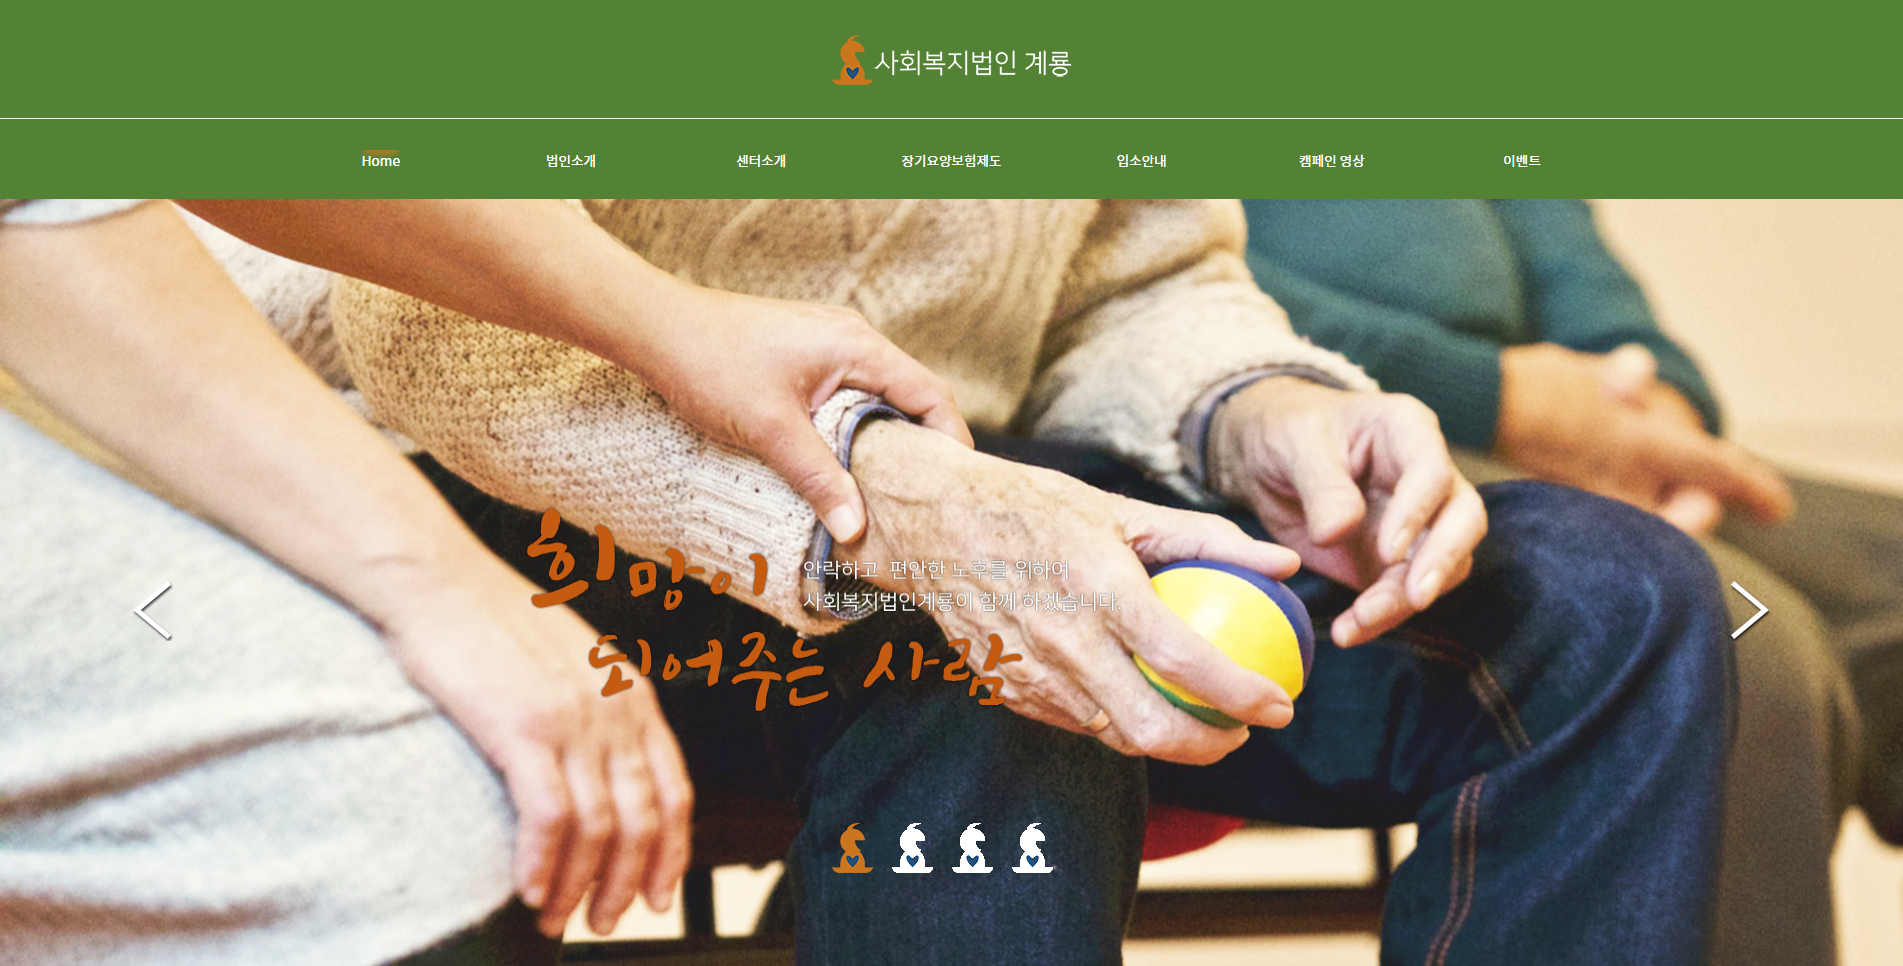 사회복지법인 계룡
Home
법인소개
센터소개
장기요양보험제도
입소안내
캠페인 영상
이벤트
희망이
안락하고 편안한 노후를 위하여
사회복지법인계룡이 함께 하겠습니다.
되어주는 사람